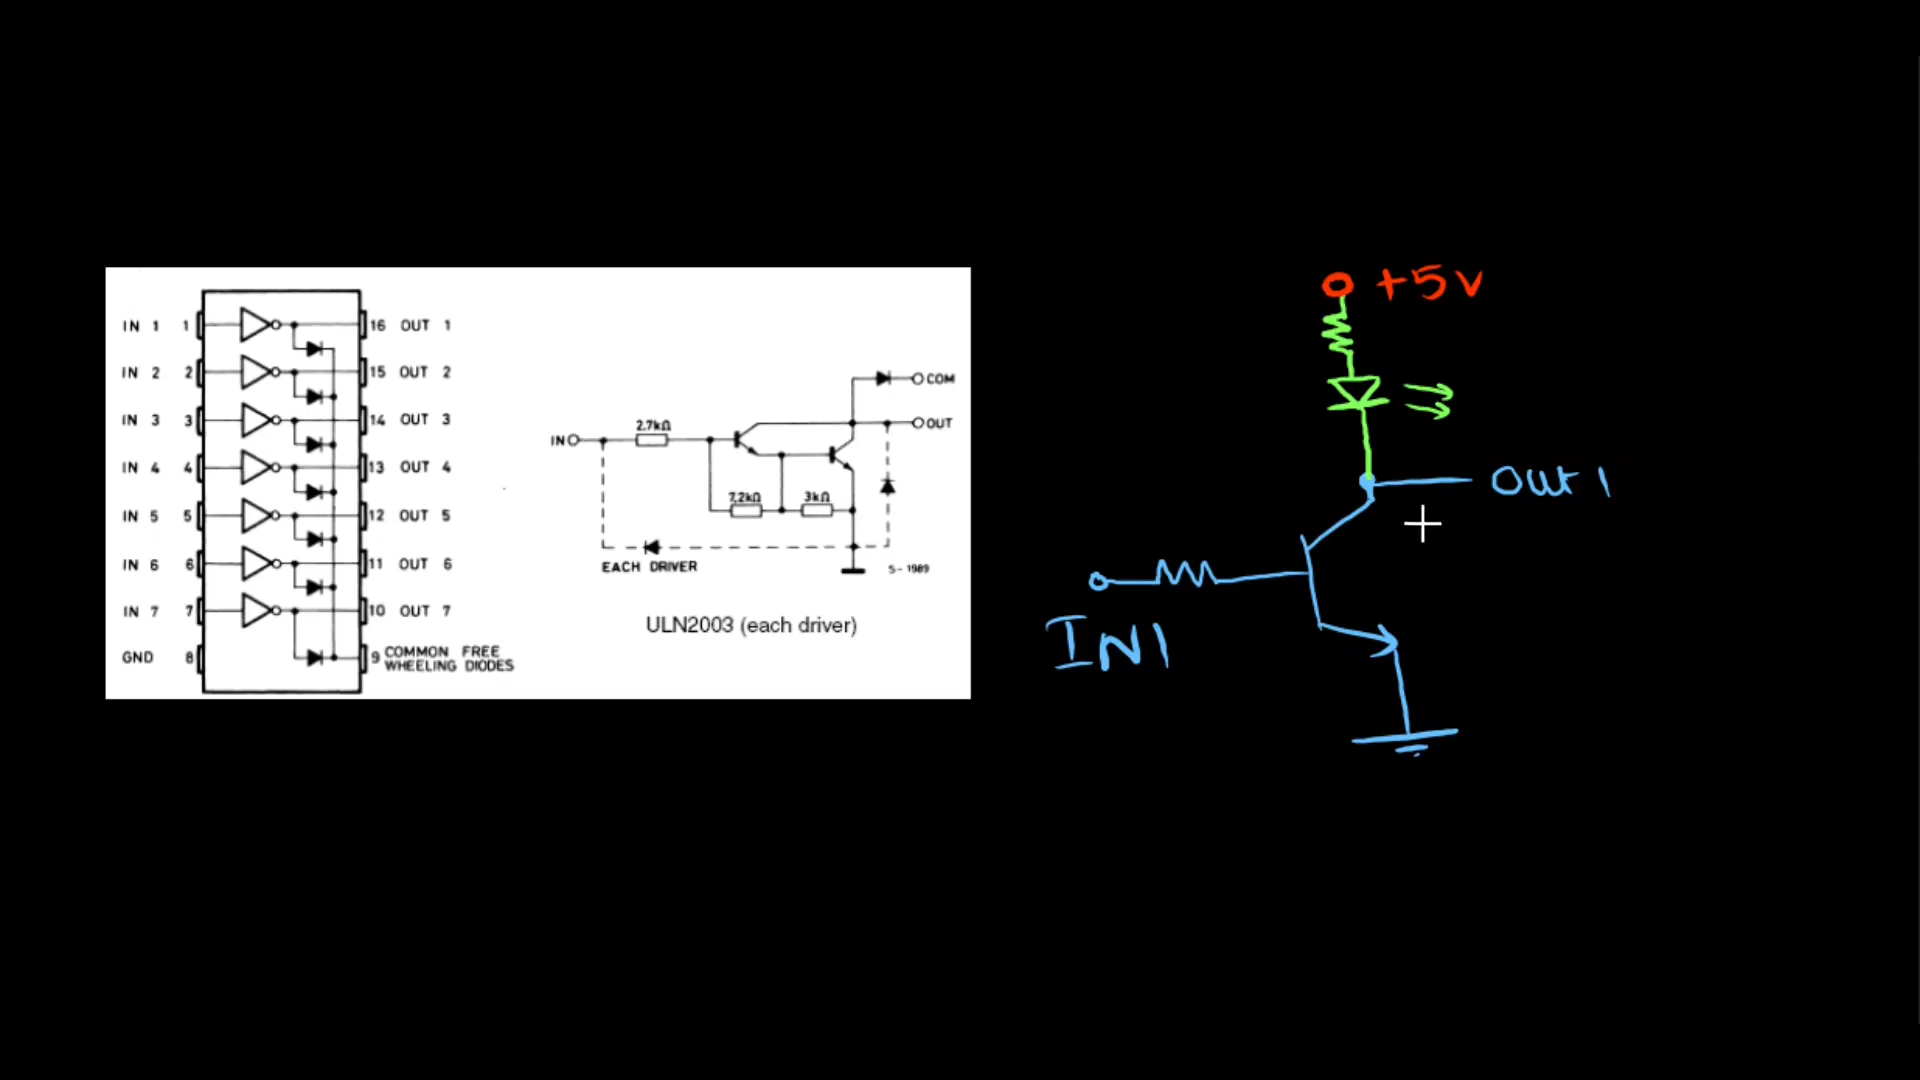 IN 1 1 16 OUT 1
IN 2 2 15 OUT 2
IN 3 3 14 OUT 3
IN 4 4 13 OUT 4
IN 5 5 12 OUT 5
IN 6 6 11 OUT 6
IN 7 7 10 OUT 7
GND 8 9 COMMON FREE
WHEELING DIODES
COM
OUT
IN 2.7kΩ
7.2kΩ 3kΩ
EACH DRIVER 5-1989
ULN2003 (each driver)
+5v
Out 1
IN1